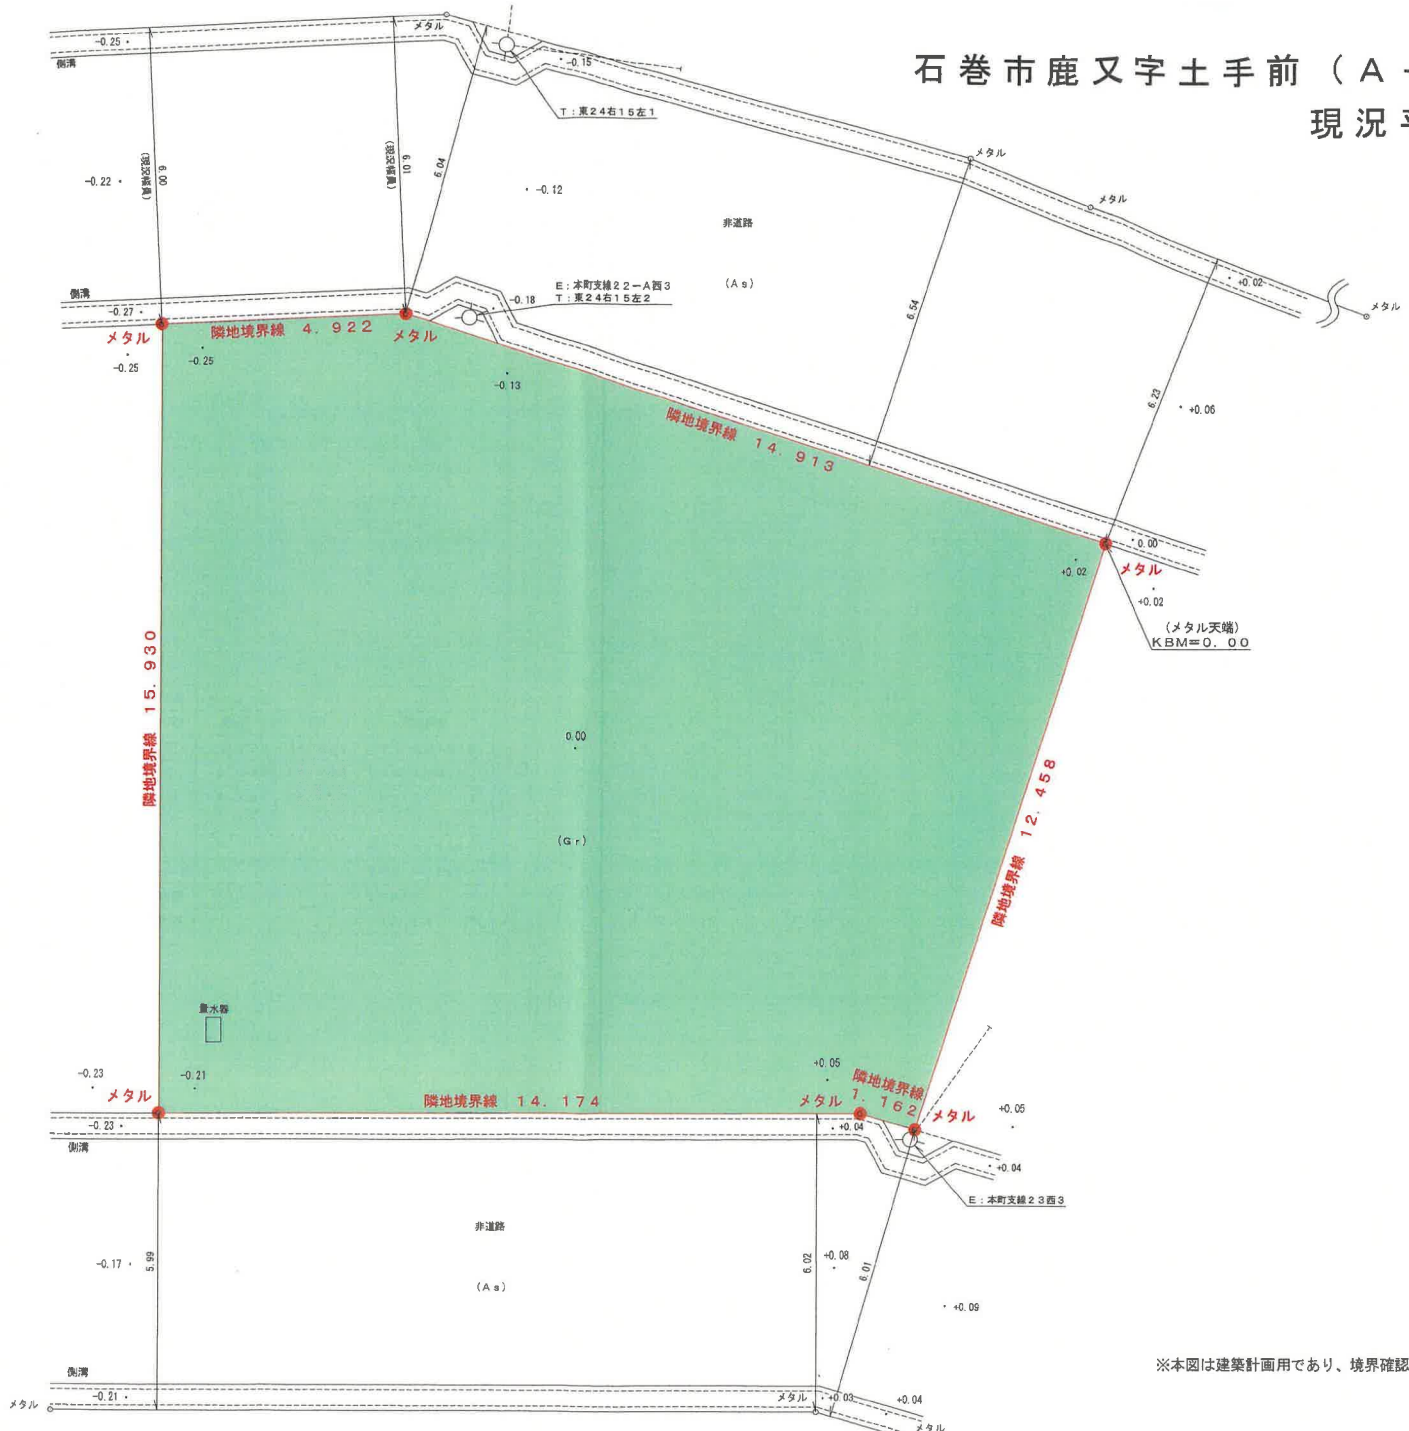 メタル
-0.25
側溝
-0.15
石巻市鹿又字土手前(A-
T:東24右15左1
現況平
6.00
(現況幅員)
6.01
(現況幅員)
6.04
メタル
-0.22
-0.12
メタル
非道路
(As)
E:本町支線22-A西3
T:東24右15左2
+0.02
側溝
-0.18
メタル
-0.27
6.54
隣地境界線 4.922
メタル
メタル
-0.25
-0.25
-0.13
6.23
+0.06
隣地境界線 14.913
0.00
+0.02
メタル
+0.02
(メタル天端)
KBM=0.00
隣地境界線 15.930
0.00
隣地境界線 12.458
(Gr)
量水器
+0.05
-0.23
-0.21
隣地境界線
1.162
メタル
隣地境界線 14.174
メタル
メタル
+0.05
-0.23
+0.04
側溝
+0.04
E:本町支線23西3
非道路
5.99
6.02
+0.08
-0.17
6.01
(As)
+0.09
※本図は建築計画用であり、境界確認
側溝
-0.21
メタル
+0.03
+0.04
メタル
メタル